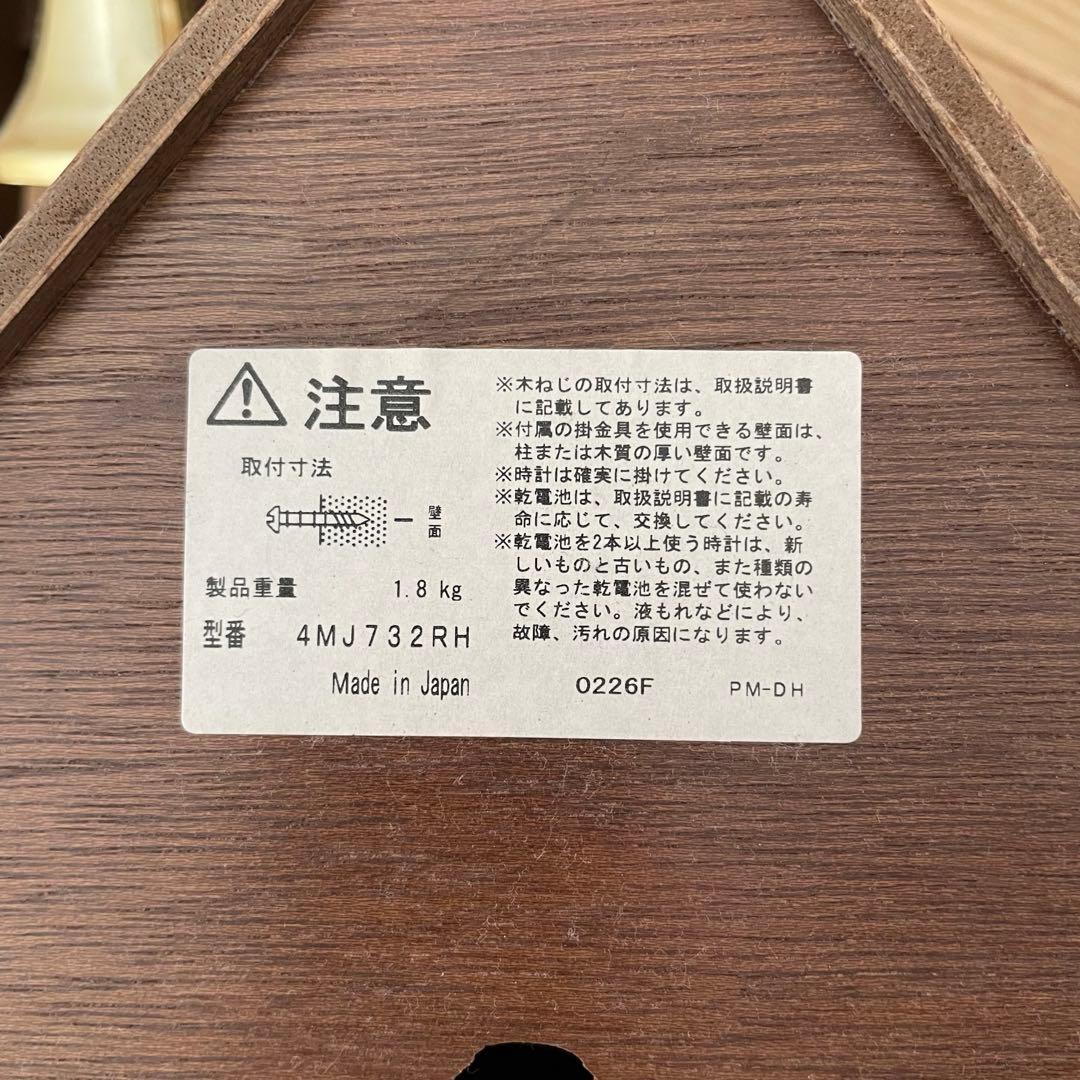 注意
取付寸法
壁
面
製品重量 1.8 kg
型番 4MJ732RH
Made in Japan
※木ねじの取付寸法は、取扱説明書
に記載してあります。
※付属の掛金具を使用できる壁面は、
柱または木質の厚い壁面です。
※時計は確実に掛けてください。
※乾電池は、取扱説明書に記載の寿
命に応じて、交換してください。
※乾電池を2本以上使う時計は、新
しいものと古いもの、また種類の
異なった乾電池を混ぜて使わない
でください。液もれなどにより、
故障、汚れの原因になります。
0226F PM-DH